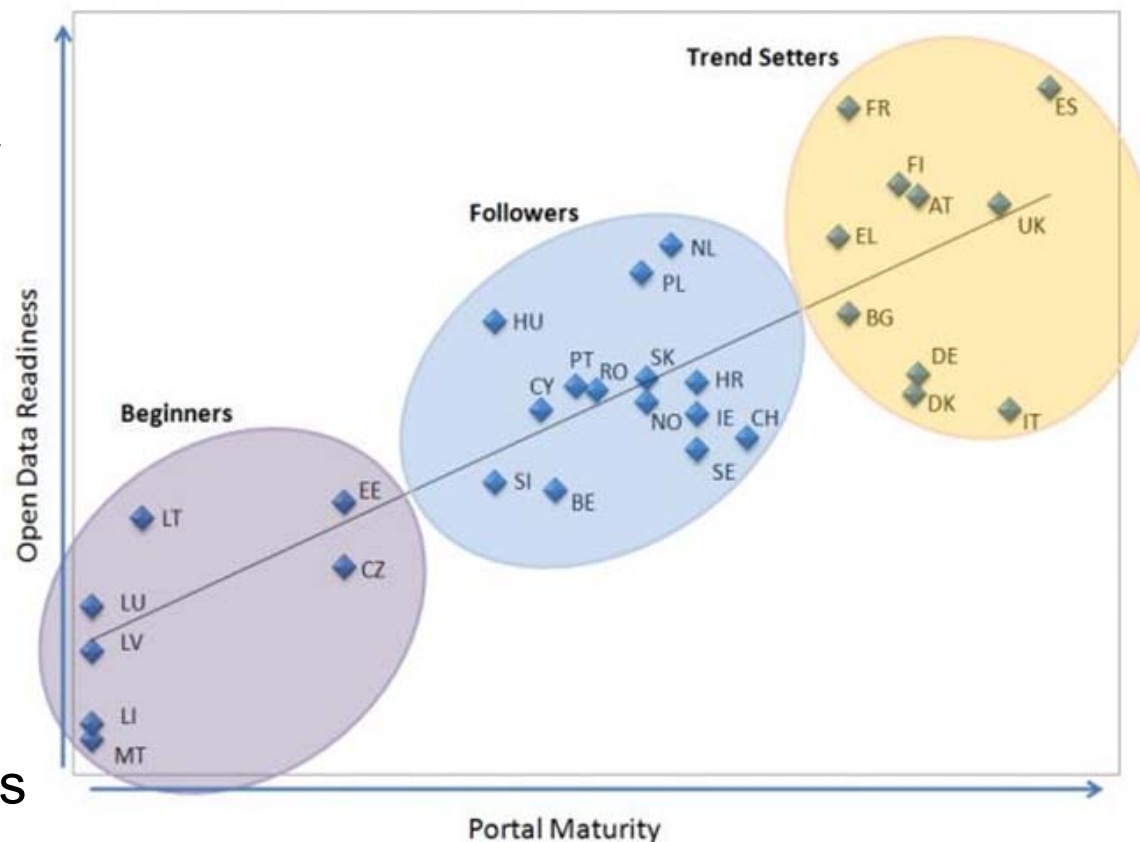 Trend Setters
FR
ES
FI
AT
UK
EL
BG
DE
DK
IT
Followers
NL
PL
HU
PT
RO
SK
HR
CY
NO
IE
CH
SE
SI
BE
Beginners
EE
LT
CZ
LU
LV
LI
MT
Open Data Readiness
Portal Maturity
s